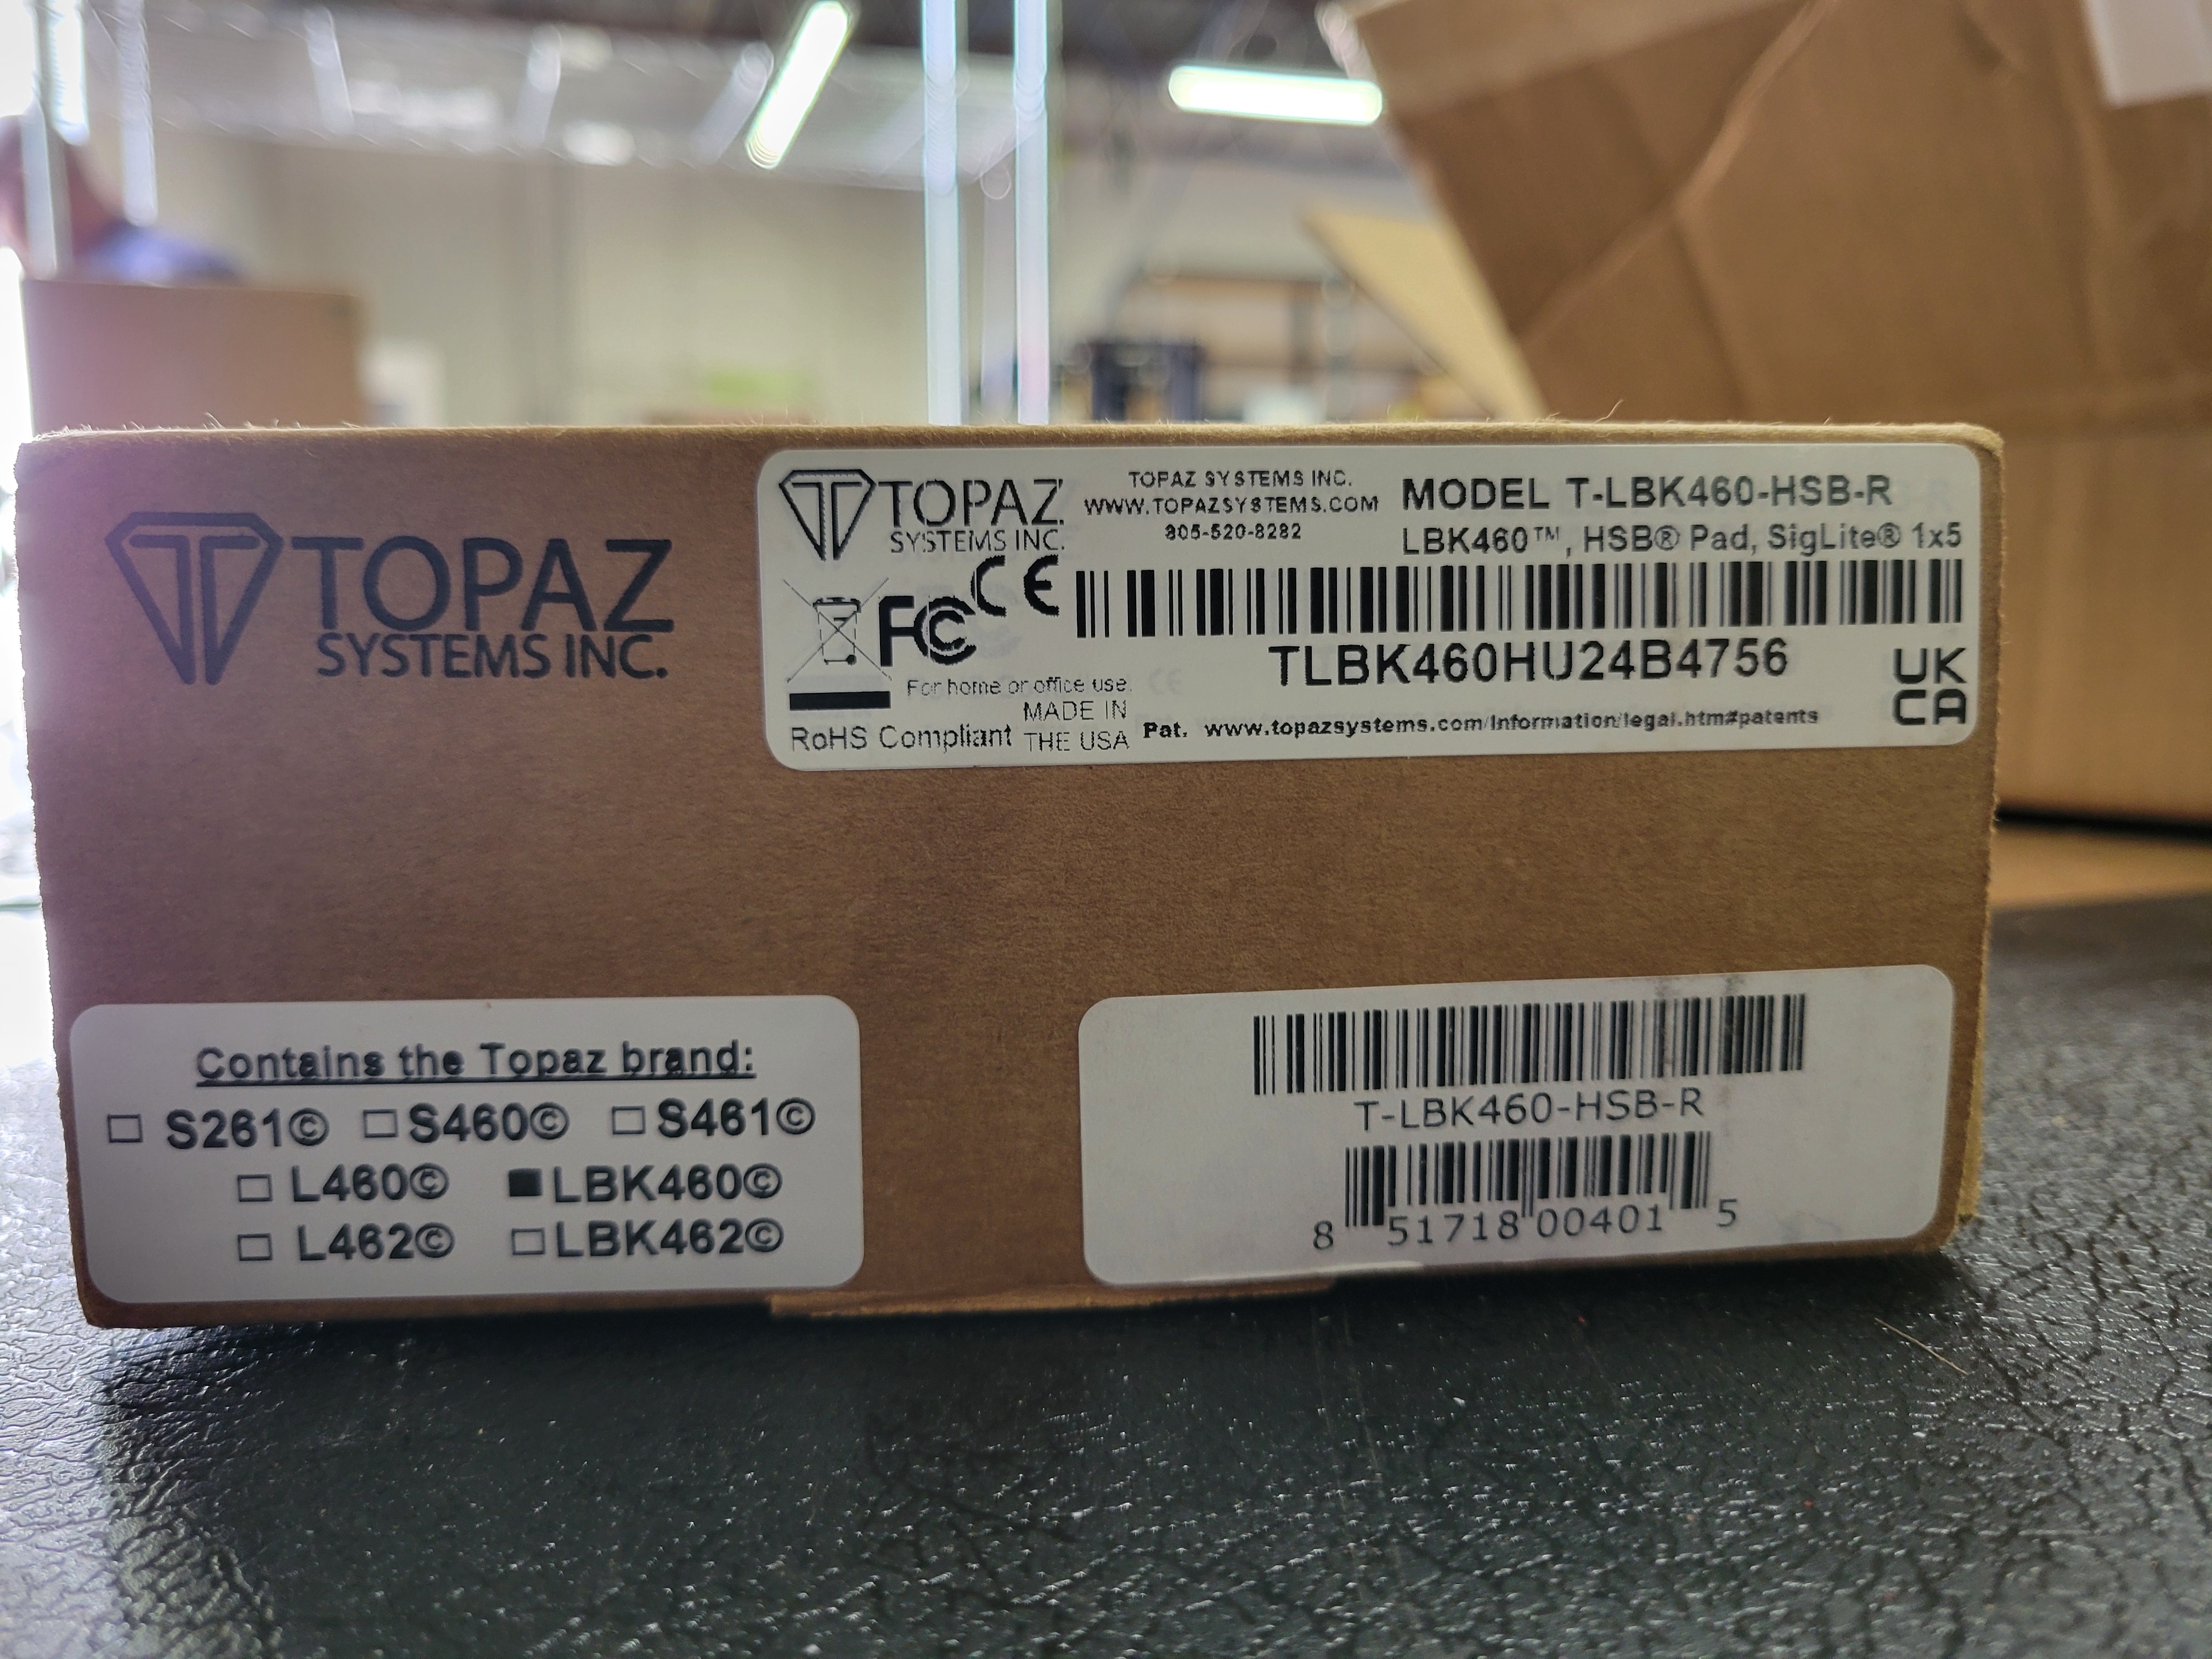 TOPAZ
SYSTEMS INC.
TOPAZ
SYSTEMS INC.
TOPAZ SYSTEMS INC.
WWW.TOPAZSYSTEMS.COM
805-520-8282
MODEL T-LBK460-HSB-R
LBK460™, HSB® Pad, SigLite® 1x5
FC CE
TLBK460HU24B4756
UK
CA
For home or office use.
MADE IN
THE USA
RoHS Compliant
Pat. www.topazsystems.com/information/legal.htm#patents
Contains the Topaz brand:
☐ S261© ☐ S460© ☐ S461©
☐ L460© ■ LBK460©
☐ L462© ☐ LBK462©
T-LBK460-HSB-R
8 51718 00401 5